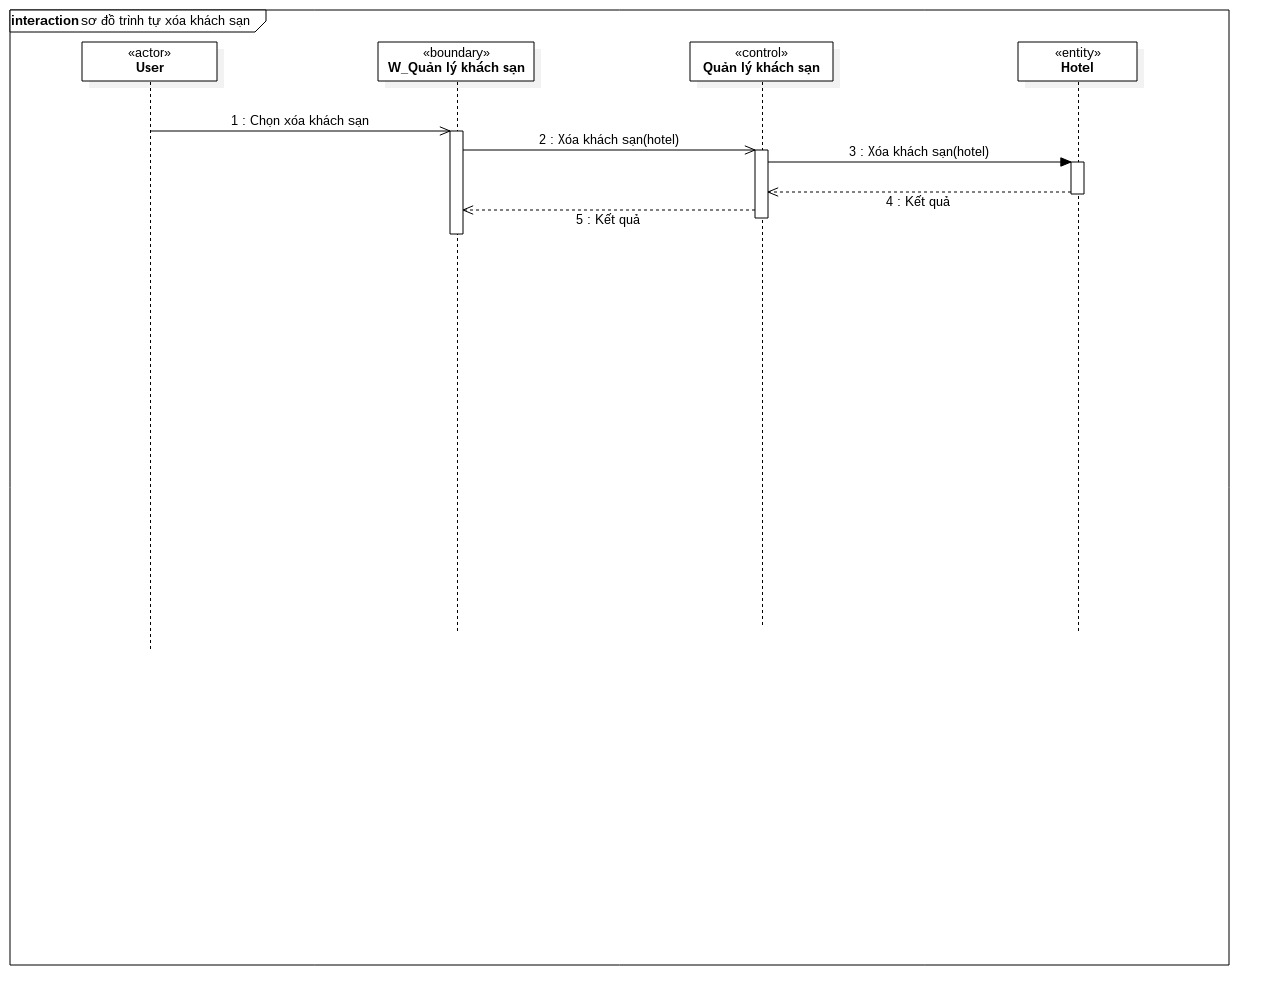 interaction sơ đồ trình tự xóa khách sạn
«actor»
User
«boundary»
W_Quản lý khách sạn
«control»
Quản lý khách sạn
«entity»
Hotel
1 : Chọn xóa khách sạn
2 : Xóa khách sạn(hotel)
3 : Xóa khách sạn(hotel)
4 : Kết quả
5 : Kết quả